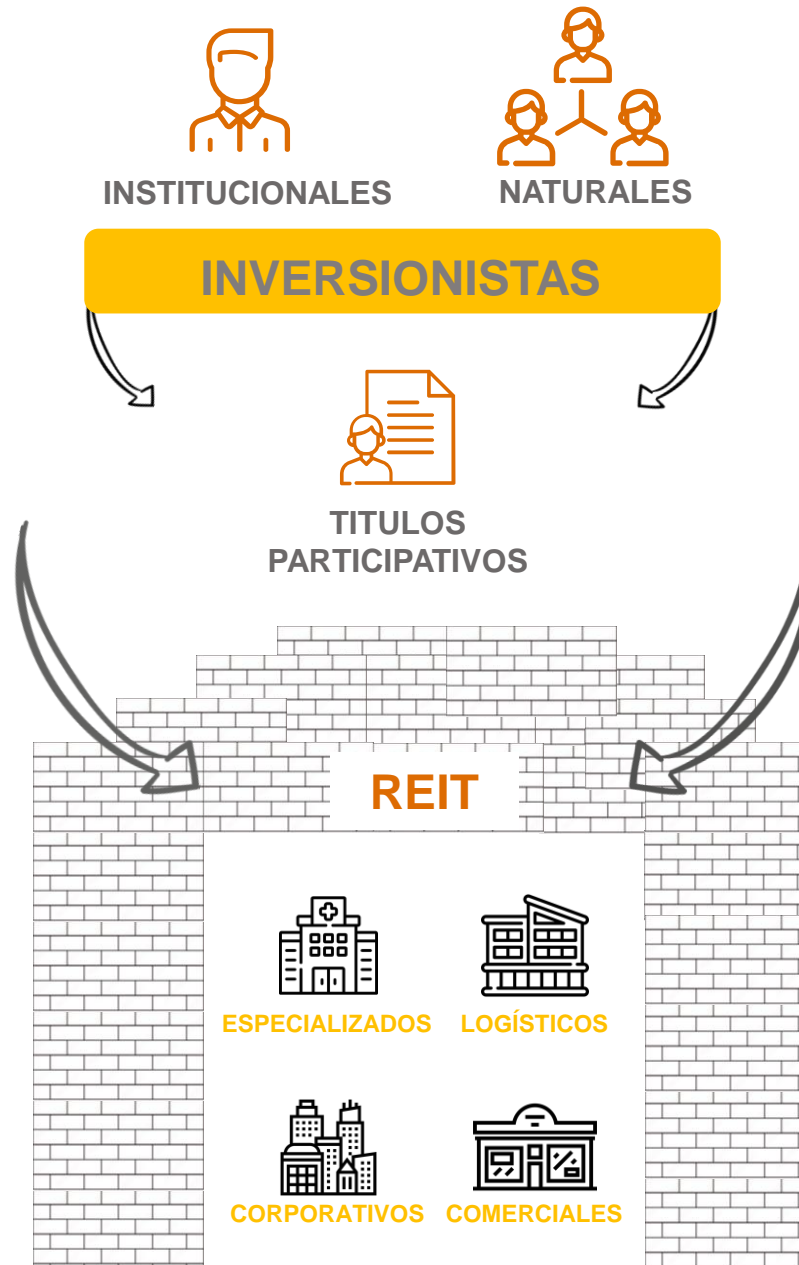 INSTITUCIONALES
NATURALES
INVERSIONISTAS
TITULOS
PARTICIPATIVOS
REIT
ESPECIALIZADOS
LOGÍSTICOS
CORPORATIVOS
COMERCIALES